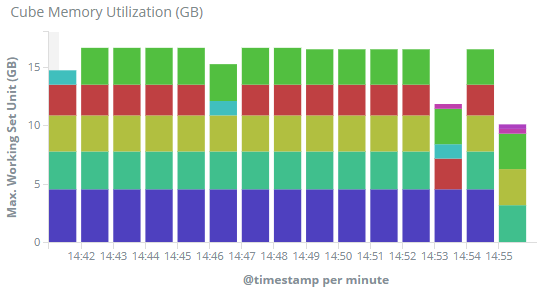 Cube Memory Utilization (GB)
Max. Working Set Unit (GB)
15
10
5
0
14:42 14:43 14:44 14:45 14:46 14:47 14:48 14:49 14:50 14:51 14:52 14:53 14:54 14:55
@timestamp per minute